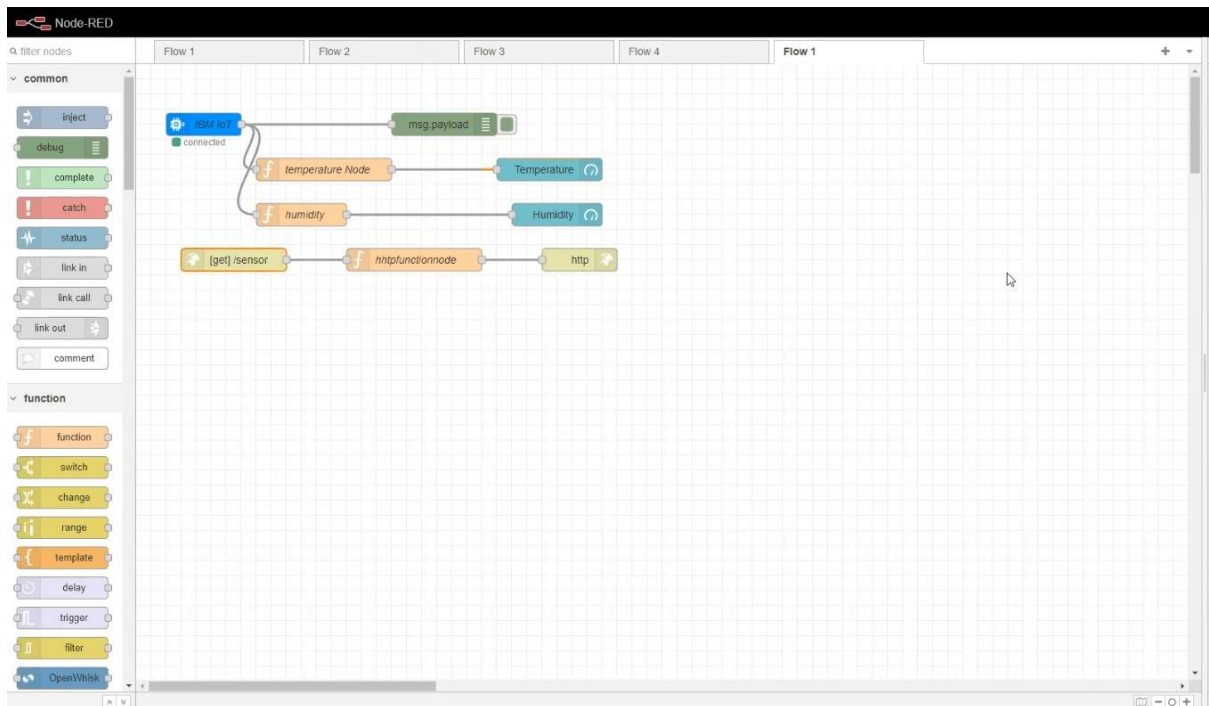 Node-RED
filter nodes
Flow 1
Flow 2
Flow 3
Flow 4
Flow 1
common
inject
debug
complete
catch
status
link in
link call
link out
comment
function
function
switch
change
range
template
delay
trigger
filter
OpenWhisk
IBM IoT
connected
msg.payload
temperature Node
Temperature
humidity
Humidity
[get] /sensor
hhtpfunctionnode
http